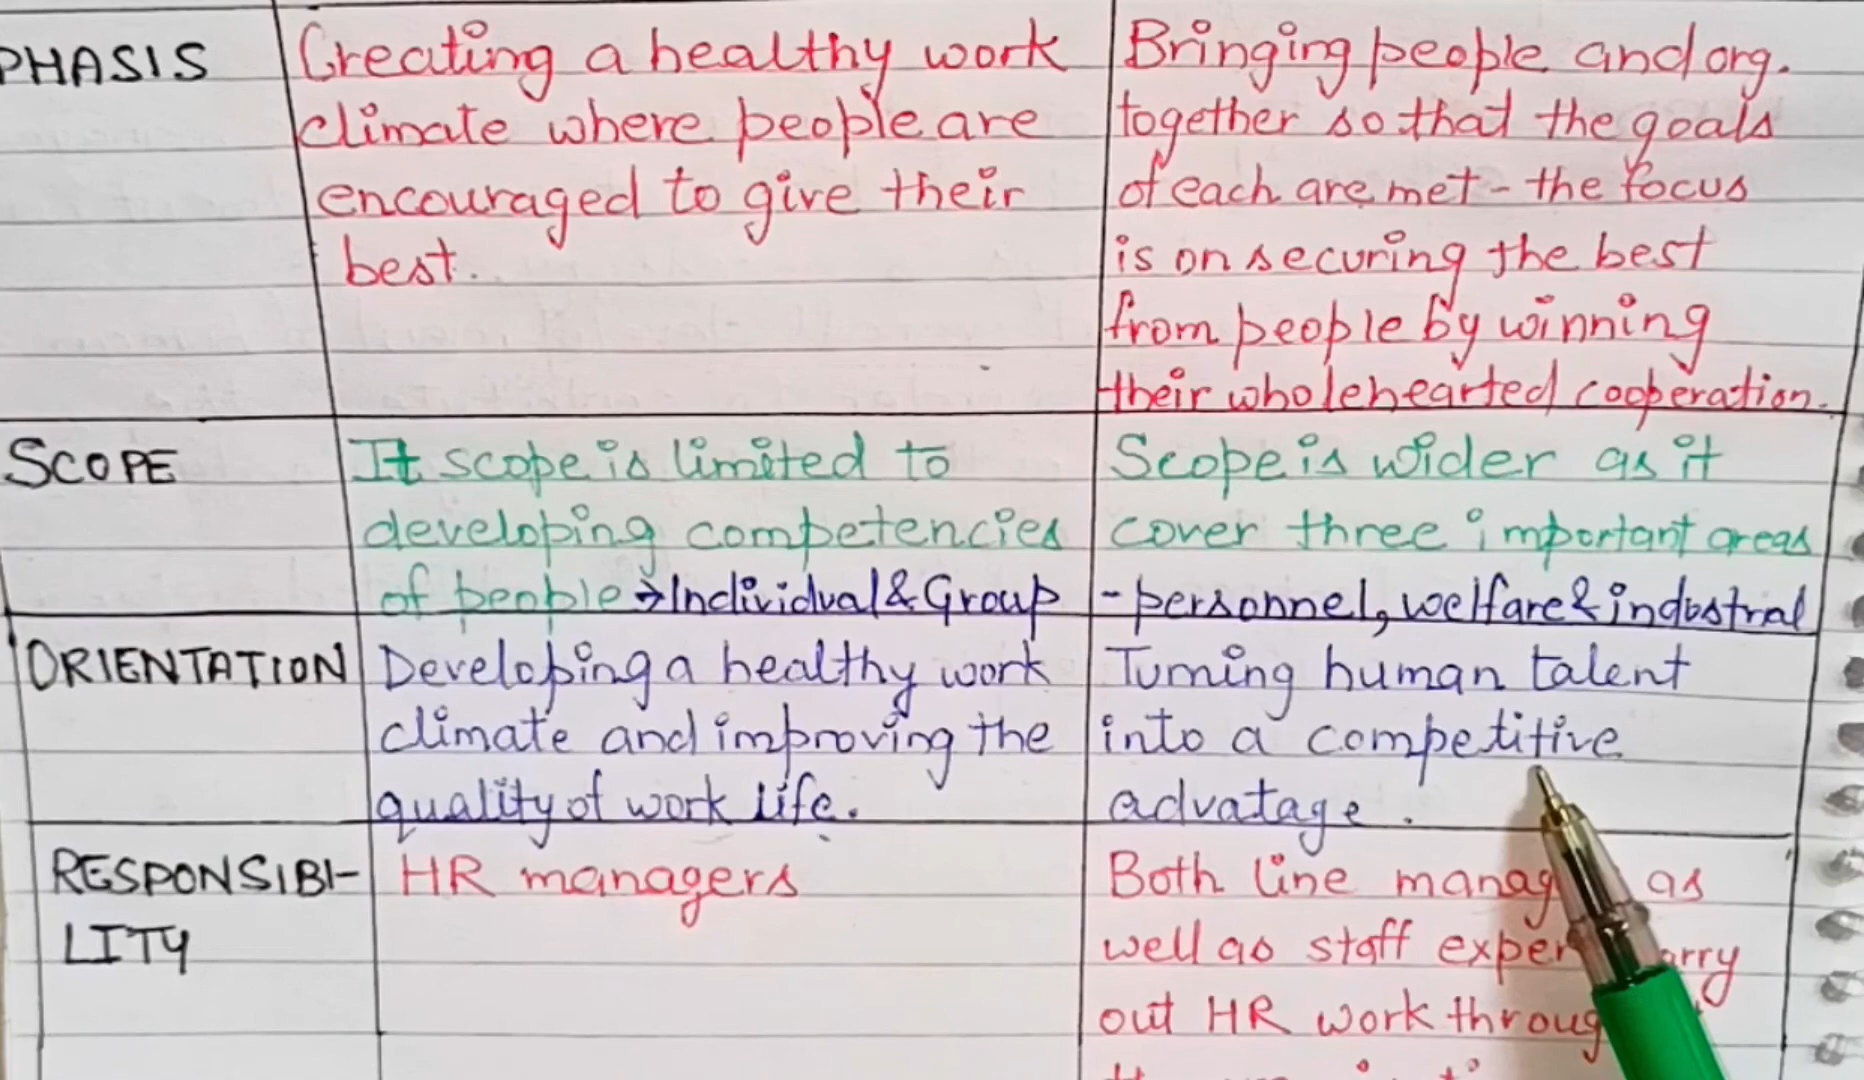 PHASIS
Creating a healthy work
climate where people are
encouraged to give their
best.
Bringing people and org.
together so that the goals
of each are met - the focus
is on securing the best
from people by winning
their wholehearted cooperation.
SCOPE
It scope is limited to
developing competencies
of people → Individual & Group
Scope is wider as it
cover three important areas
- personnel, welfare & industrial
ORIENTATION
Developing a healthy work
climate and improving the
quality of work life.
Turning human talent
into a competitive
advatage.
RESPONSIBI-
LITY
HR managers
Both line as
well as staff
out HR work